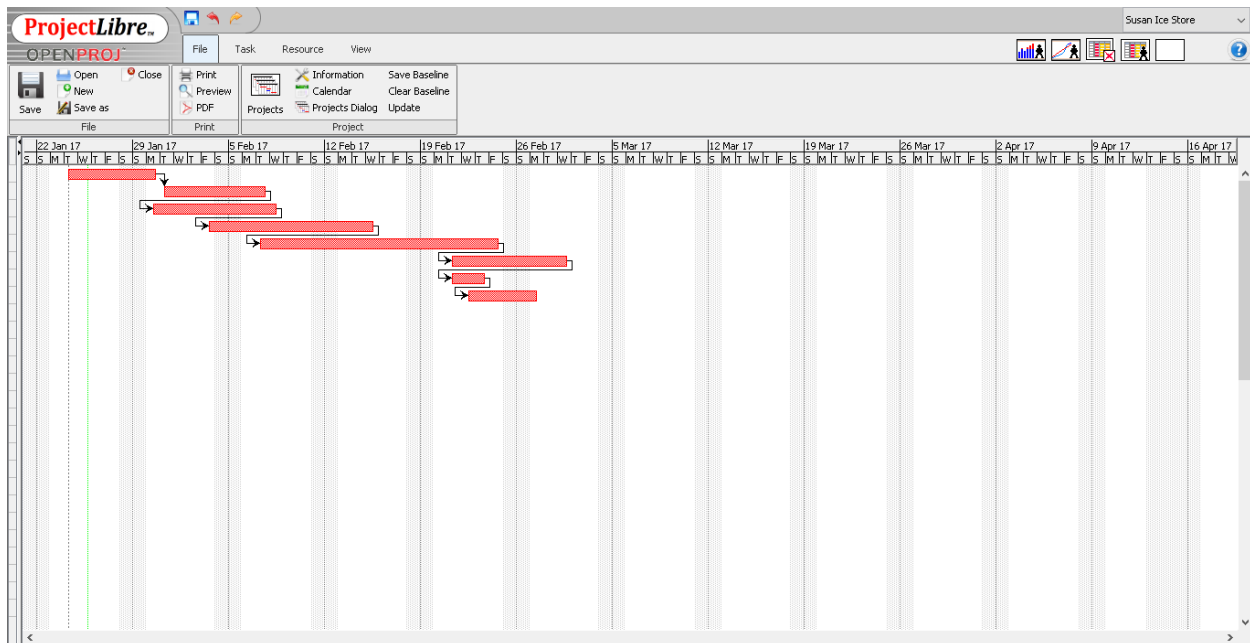 ProjectLibre™
OPENPROJ™
Susan Ice Store
File Task Resource View
Save
Open
New
Save as
Close
File
Print
Preview
PDF
Print
Projects
Information
Calendar
Projects Dialog
Save Baseline
Clear Baseline
Update
Project
22 Jan 17 29 Jan 17 5 Feb 17 12 Feb 17 19 Feb 17 26 Feb 17 5 Mar 17 12 Mar 17 19 Mar 17 26 Mar 17 2 Apr 17 9 Apr 17 16 Apr 17
S S M T W T F S S M T W T F S S M T W T F S S M T W T F S S M T W T F S S M T W T F S S M T W T F S S M T W T F S S M T W T F S S M T W T F S S M T W T F S S M T W T F S S M T W